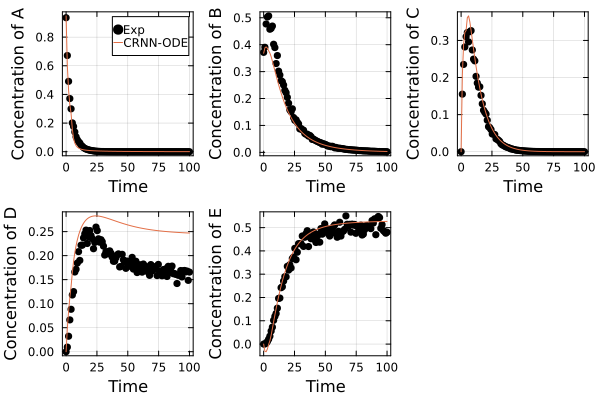 Concentration of A
0.8
0.6
0.4
0.2
0.0
0 25 50 75 100
Time
Exp
CRNN-ODE
Concentration of B
0.5
0.4
0.3
0.2
0.1
0.0
0 25 50 75 100
Time
Concentration of C
0.3
0.2
0.1
0.0
0 25 50 75 100
Time
Concentration of D
0.25
0.20
0.15
0.10
0.05
0.00
0 25 50 75 100
Time
Concentration of E
0.5
0.4
0.3
0.2
0.1
0.0
0 25 50 75 100
Time